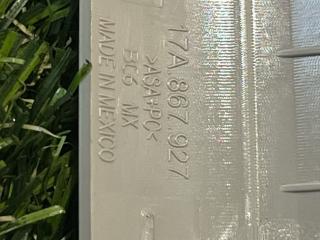 17A.867.927
>ASA+PC<
BC6 MX
MADE IN MEXICO